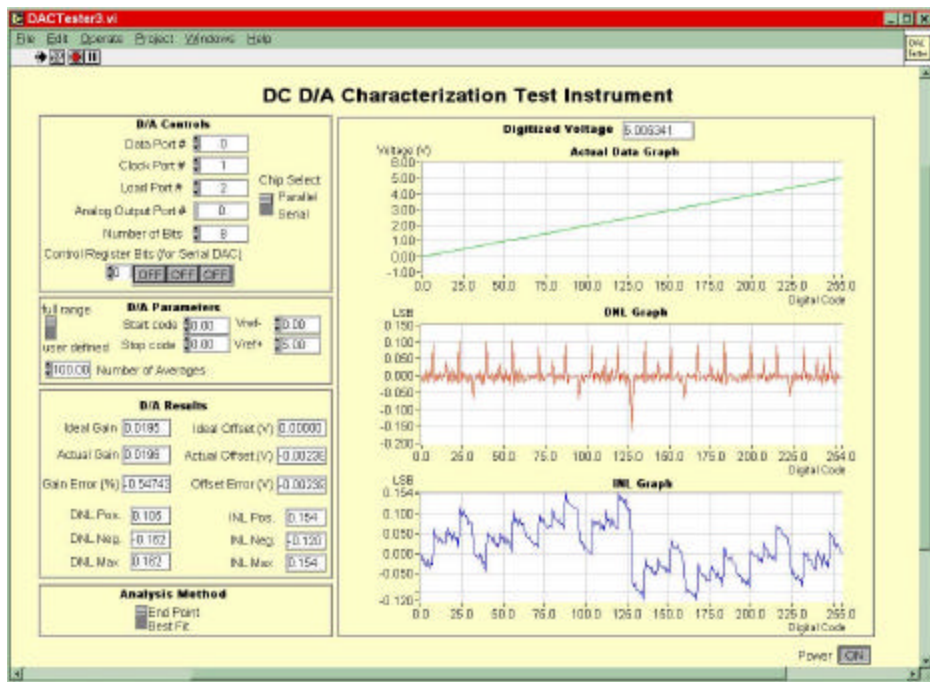 DACTester3.vi
File Edit Operate Project Windows Help
DAC
Tester
DC D/A Characterization Test Instrument
D/A Controls
Data Port # 0
Clock Port # 1
Load Port # 2
Analog Output Port # 0
Number of Bits 8
Chip Select
Parallel
Serial
Control Register Bits (for Serial DAC)
0 OFF OFF OFF
D/A Parameters
full range
user defined
Start code 0.00 Vref- 0.00
Stop code 0.00 Vref+ 5.00
100.00 Number of Averages
D/A Results
Ideal Gain 0.0195 Ideal Offset (V) 0.00000
Actual Gain 0.0196 Actual Offset (V) -0.00238
Gain Error (%) -0.54743 Offset Error (V) -0.00238
DNL Pos. 0.105 INL Pos. 0.154
DNL Neg. -0.162 INL Neg. -0.120
DNL Max 0.162 INL Max 0.154
Analysis Method
End Point
Best Fit
Digitized Voltage 5.006341
Voltage (V)
Actual Data Graph
6.00
5.00
4.00
3.00
2.00
1.00
0.00
-1.00
0.0 25.0 50.0 75.0 100.0 125.0 150.0 175.0 200.0 225.0 255.0
Digital Code
LSB
DNL Graph
0.150
0.100
0.050
0.000
-0.050
-0.100
-0.150
-0.200
0.0 25.0 50.0 75.0 100.0 125.0 150.0 175.0 200.0 225.0 254.0
Digital Code
LSB
INL Graph
0.154
0.100
0.050
0.000
-0.050
-0.120
0.0 25.0 50.0 75.0 100.0 125.0 150.0 175.0 200.0 225.0 255.0
Digital Code
Power ON